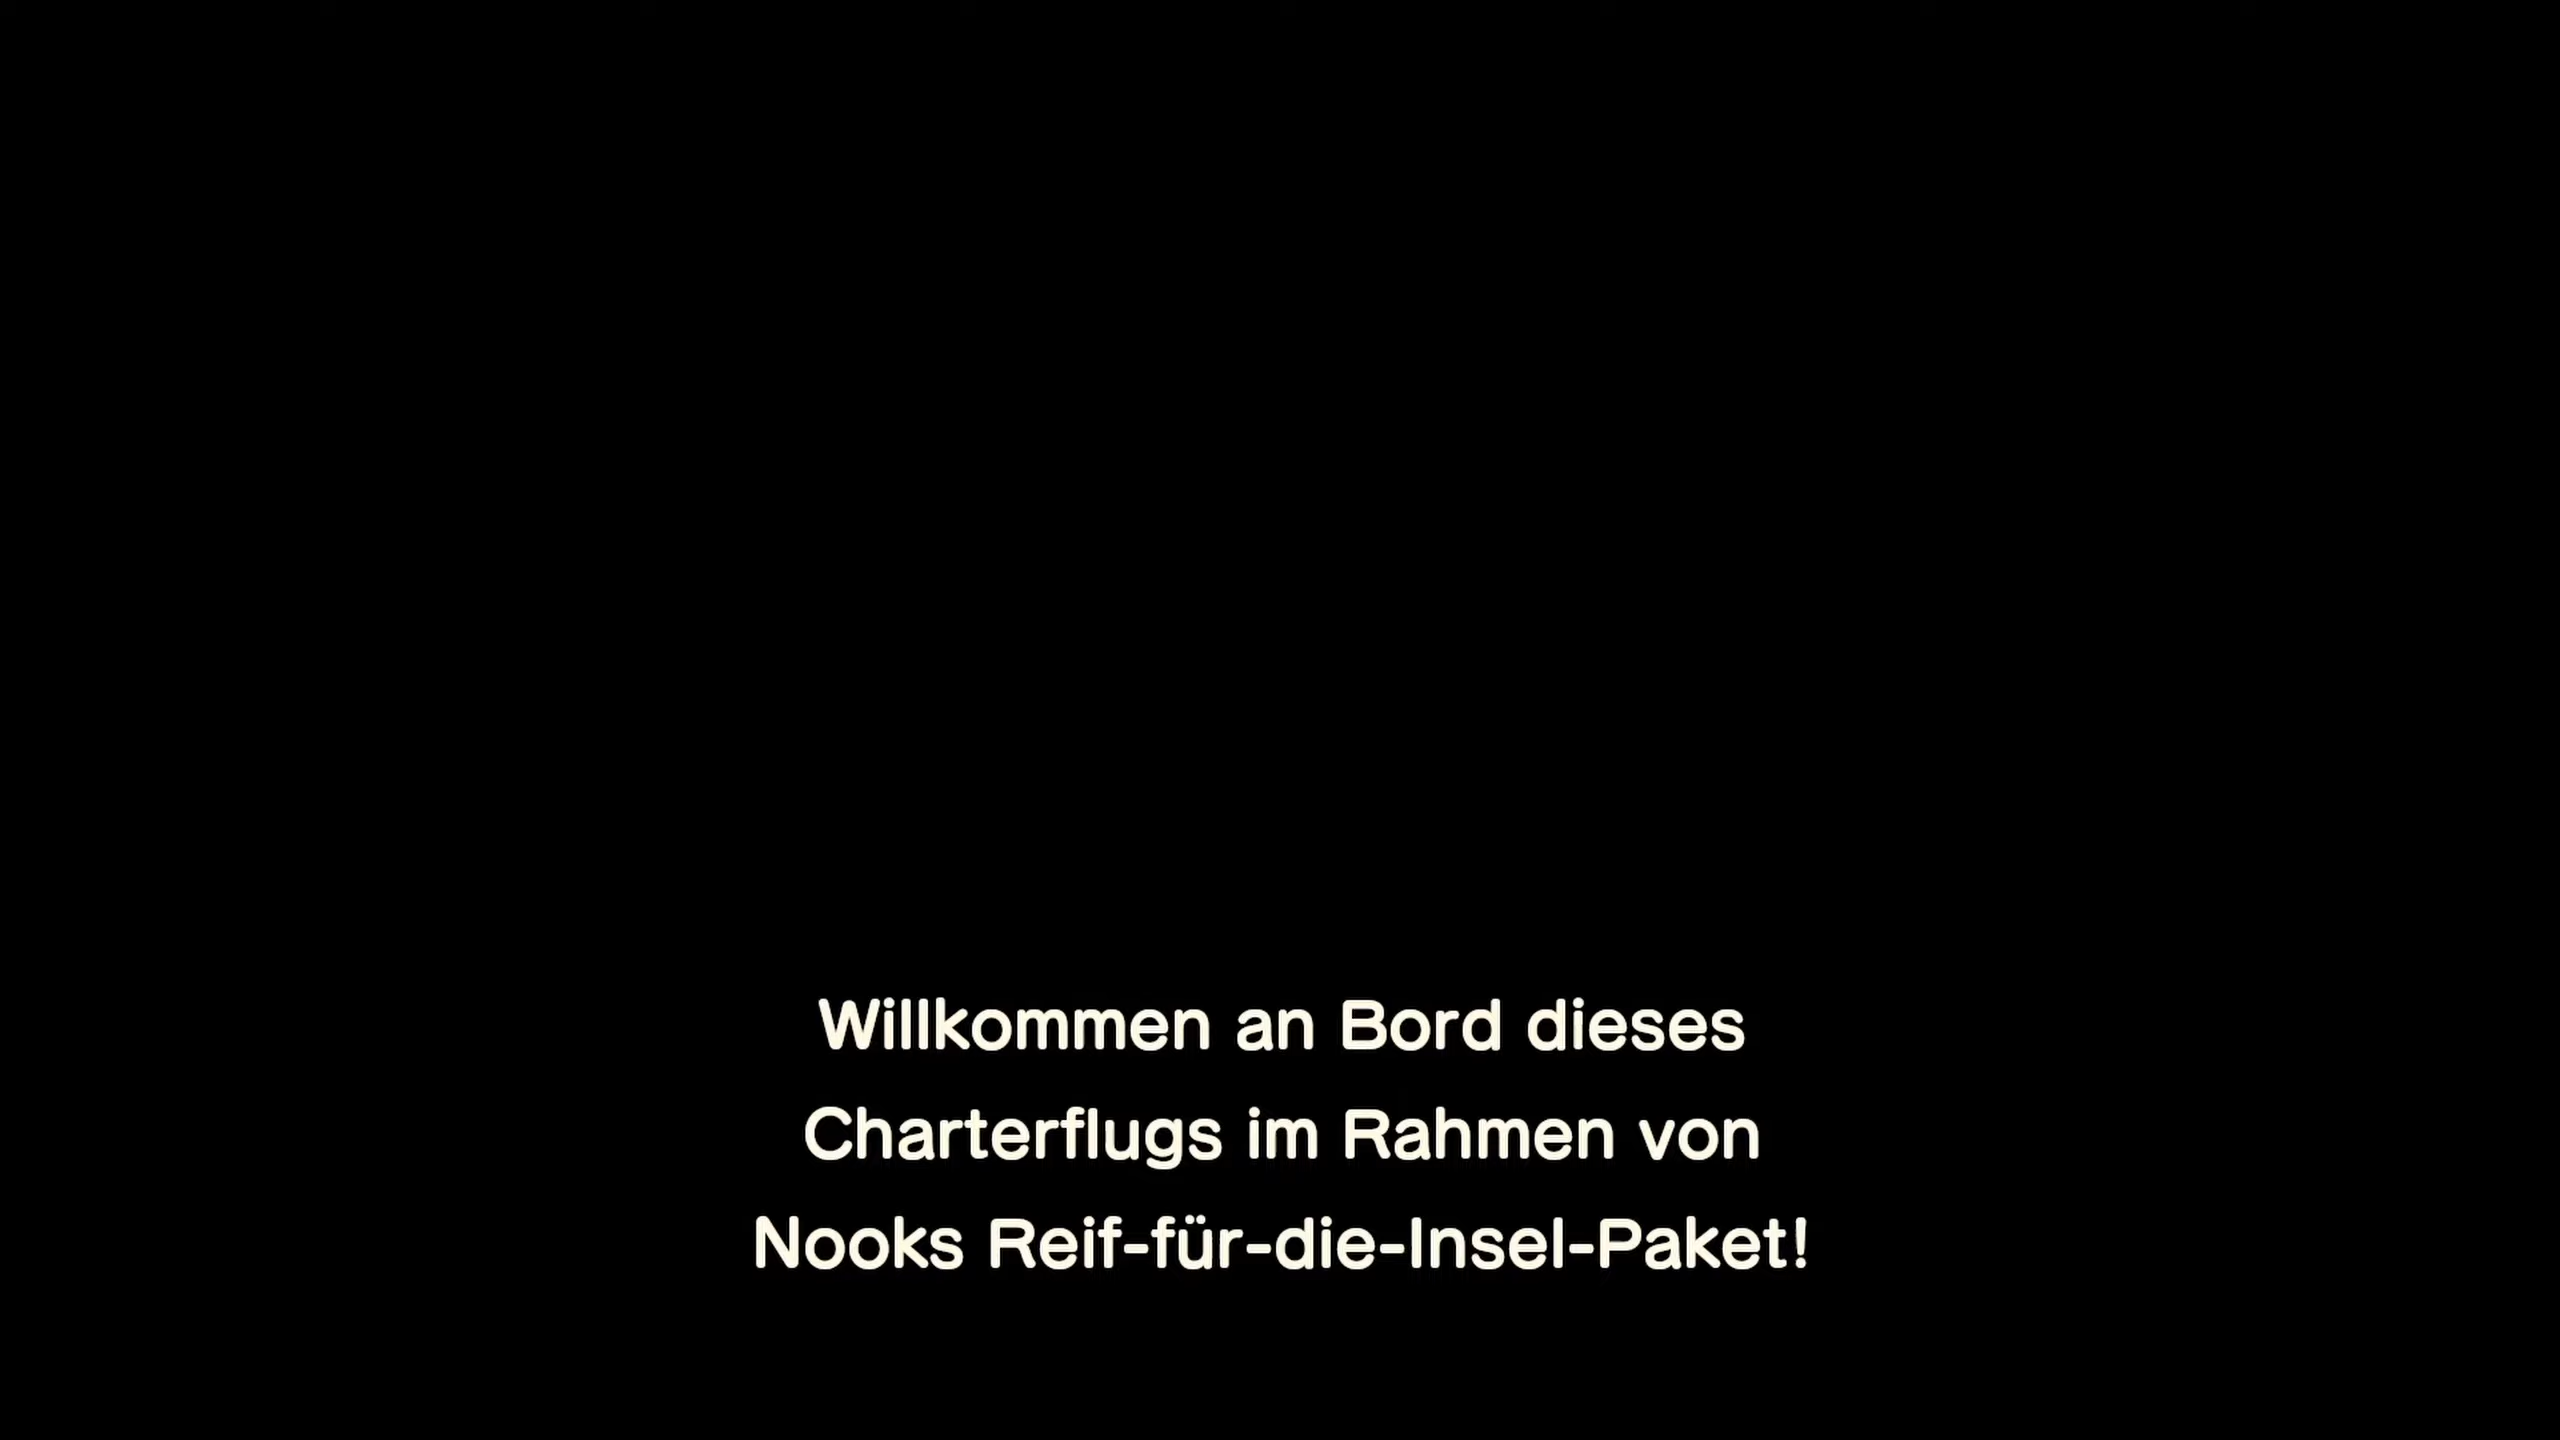 Willkommen an Bord dieses
Charterflugs im Rahmen von
Nooks Reif-für-die-Insel-Paket!